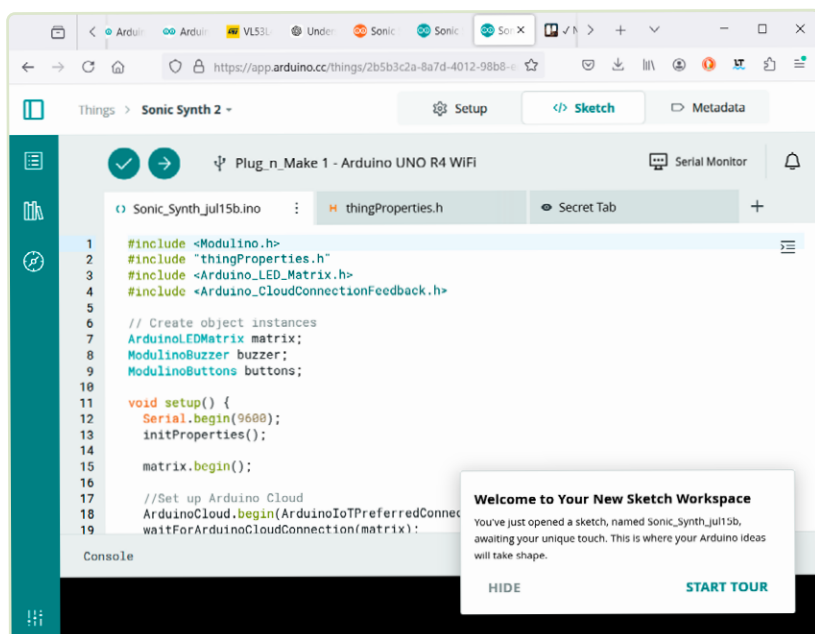 Arduin
Arduin
VL53L
Under
Sonic
Sonic
Son
https://app.arduino.cc/things/2b5b3c2a-8a7d-4012-98b8-e
Things > Sonic Synth 2
Setup
</> Sketch
Metadata
Plug_n_Make 1 - Arduino UNO R4 WiFi
Serial Monitor
Sonic_Synth_jul15b.ino
thingProperties.h
Secret Tab
1 #include <Modulino.h>
2 #include "thingProperties.h"
3 #include <Arduino_LED_Matrix.h>
4 #include <Arduino_CloudConnectionFeedback.h>
5
6 // Create object instances
7 ArduinoLEDMatrix matrix;
8 ModulinoBuzzer buzzer;
9 ModulinoButtons buttons;
10
11 void setup() {
12 Serial.begin(9600);
13 initProperties();
14
15 matrix.begin();
16
17 //Set up Arduino Cloud
18 ArduinoCloud.begin(ArduinoIoTPreferredConnec
19 waitForArduinoCloudConnection(matrix);
Console
Welcome to Your New Sketch Workspace
You've just opened a sketch, named Sonic_Synth_jul15b,
awaiting your unique touch. This is where your Arduino ideas
will take shape.
HIDE
START TOUR